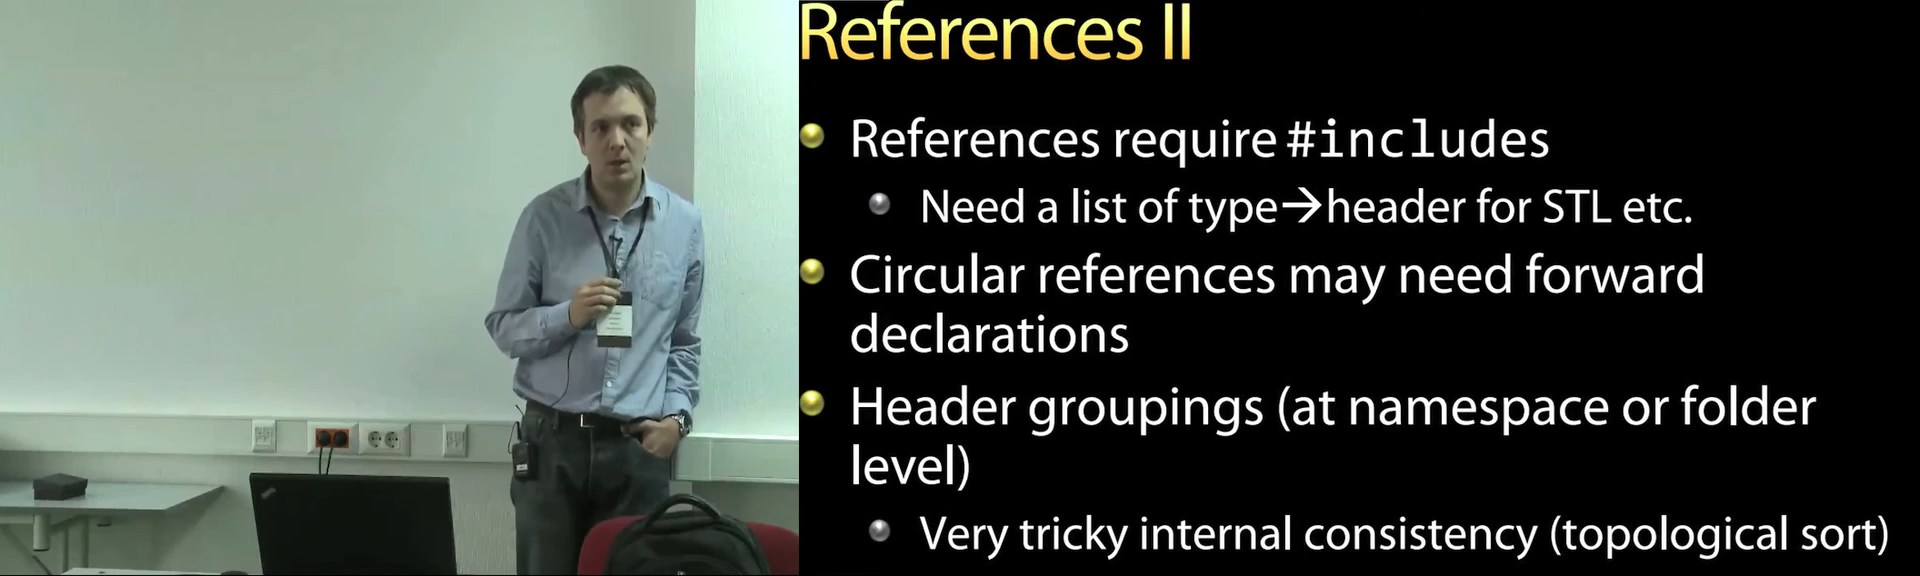 References II
References require #includes
Need a list of type→header for STL etc.
Circular references may need forward
declarations
Header groupings (at namespace or folder
level)
Very tricky internal consistency (topological sort)